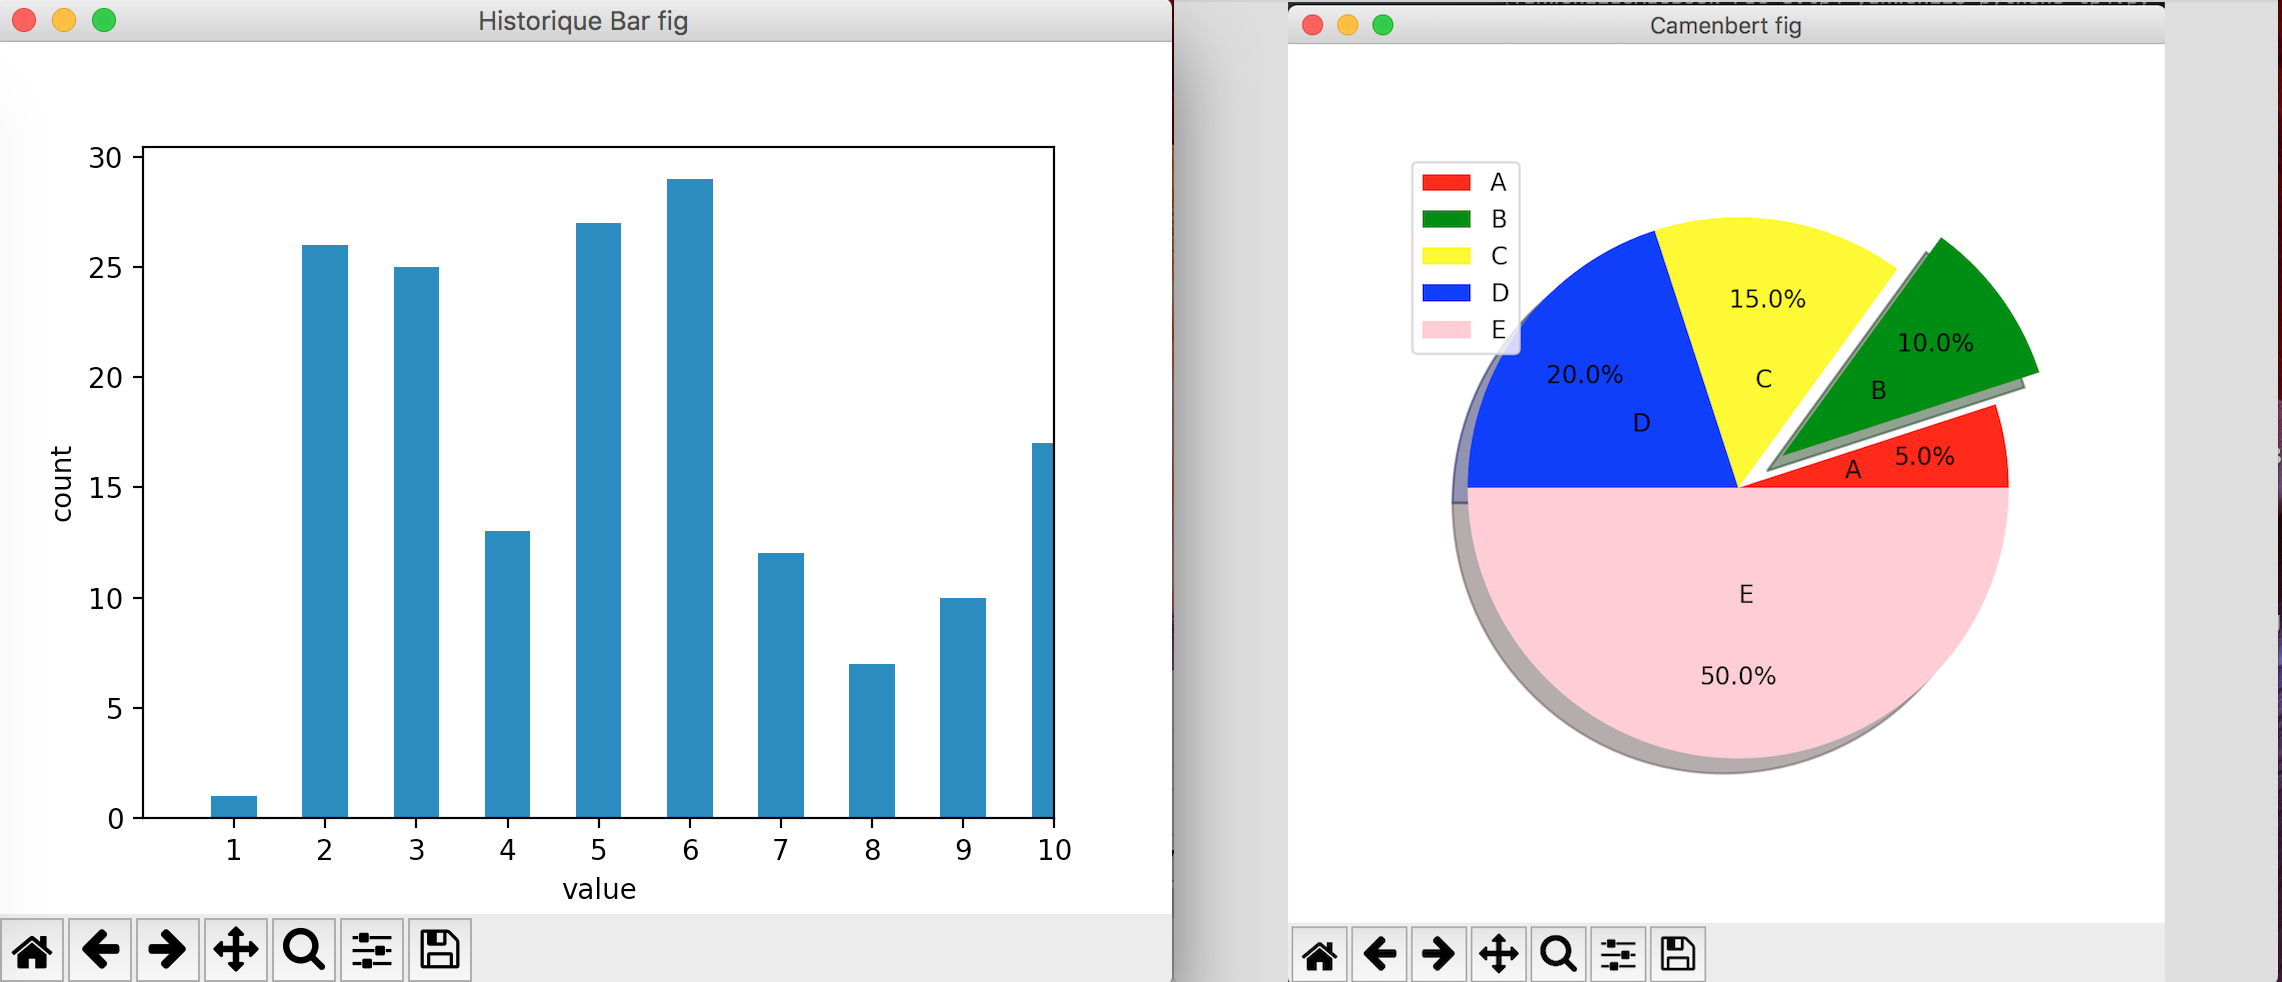 Historique Bar fig
30
25
20
15
10
5
0
count
1 2 3 4 5 6 7 8 9 10
value
Camenbert fig
A
B
C
D
E
15.0%
C
10.0%
B
20.0%
D
5.0%
A
E
50.0%